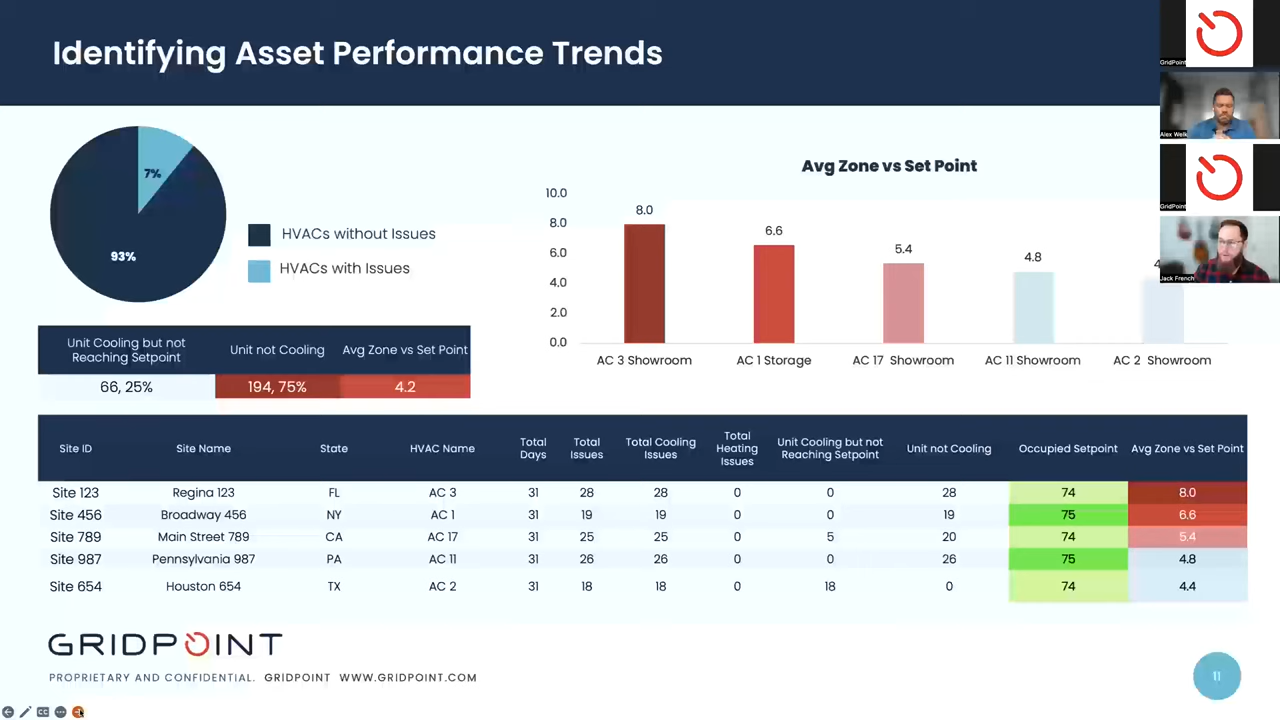 Identifying Asset Performance Trends
GridPoint
Alex Welk
GridPoint
Jack French
7%
93%
HVACs without Issues
HVACs with Issues
Avg Zone vs Set Point
10.0
8.0
6.0
4.0
2.0
0.0
8.0
6.6
5.4
4.8
AC 3 Showroom
AC 1 Storage
AC 17 Showroom
AC 11 Showroom
AC 2 Showroom
Unit Cooling but not
Reaching Setpoint
Unit not Cooling
Avg Zone vs Set Point
66, 25%
194, 75%
4.2
Site ID
Site Name
State
HVAC Name
Total
Days
Total
Issues
Total Cooling
Issues
Total
Heating
Issues
Unit Cooling but not
Reaching Setpoint
Unit not Cooling
Occupied Setpoint
Avg Zone vs Set Point
Site 123 Regina 123 FL AC 3 31 28 28 0 0 28 74 8.0
Site 456 Broadway 456 NY AC 1 31 19 19 0 0 19 75 6.6
Site 789 Main Street 789 CA AC 17 31 25 25 0 5 20 74 5.4
Site 987 Pennsylvania 987 PA AC 11 31 26 26 0 0 26 75 4.8
Site 654 Houston 654 TX AC 2 31 18 18 0 18 0 74 4.4
GRIDPOINT
PROPRIETARY AND CONFIDENTIAL. GRIDPOINT WWW.GRIDPOINT.COM
11